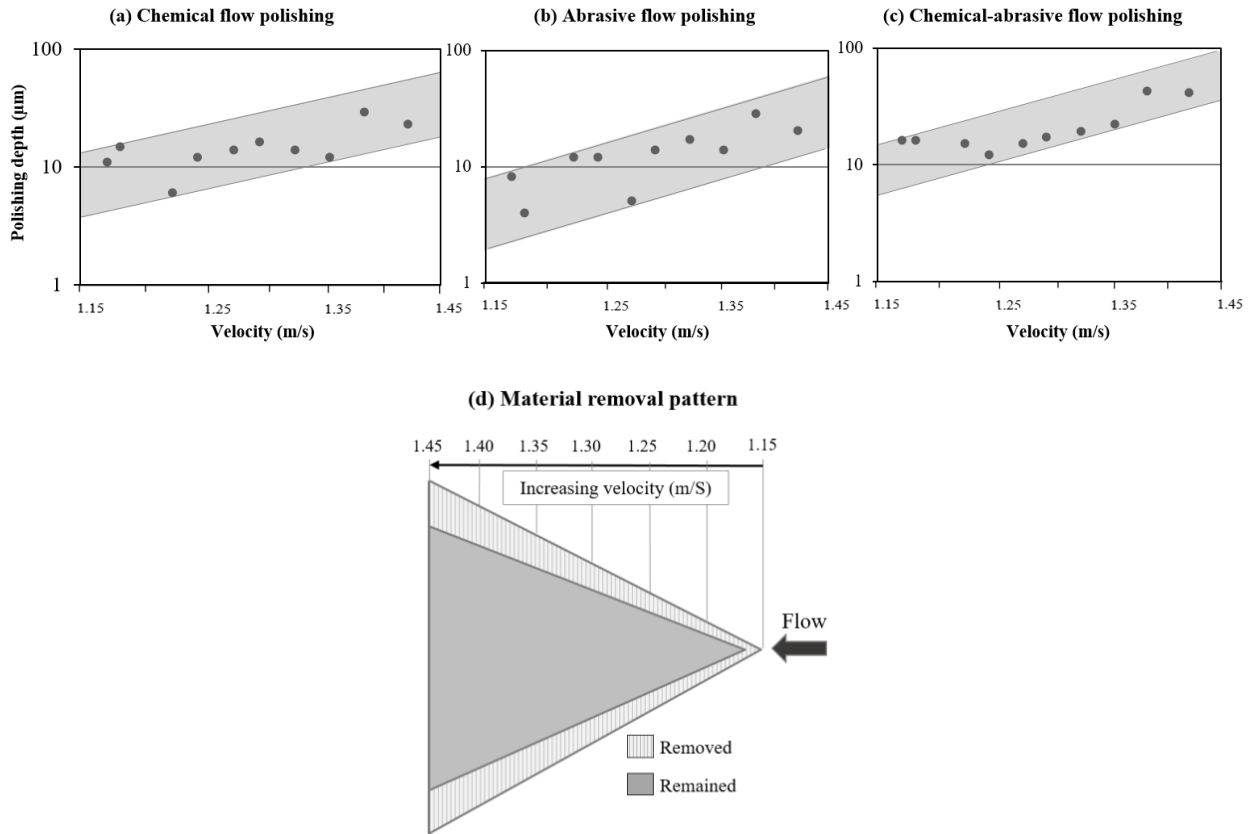 (a) Chemical flow polishing
(b) Abrasive flow polishing
(c) Chemical-abrasive flow polishing
Polishing depth (µm)
100
10
1
1.15 1.25 1.35 1.45
Velocity (m/s)
100
10
1
1.15 1.25 1.35 1.45
Velocity (m/s)
100
10
1
1.15 1.25 1.35 1.45
Velocity (m/s)
(d) Material removal pattern
1.45 1.40 1.35 1.30 1.25 1.20 1.15
Increasing velocity (m/S)
Flow
Removed
Remained